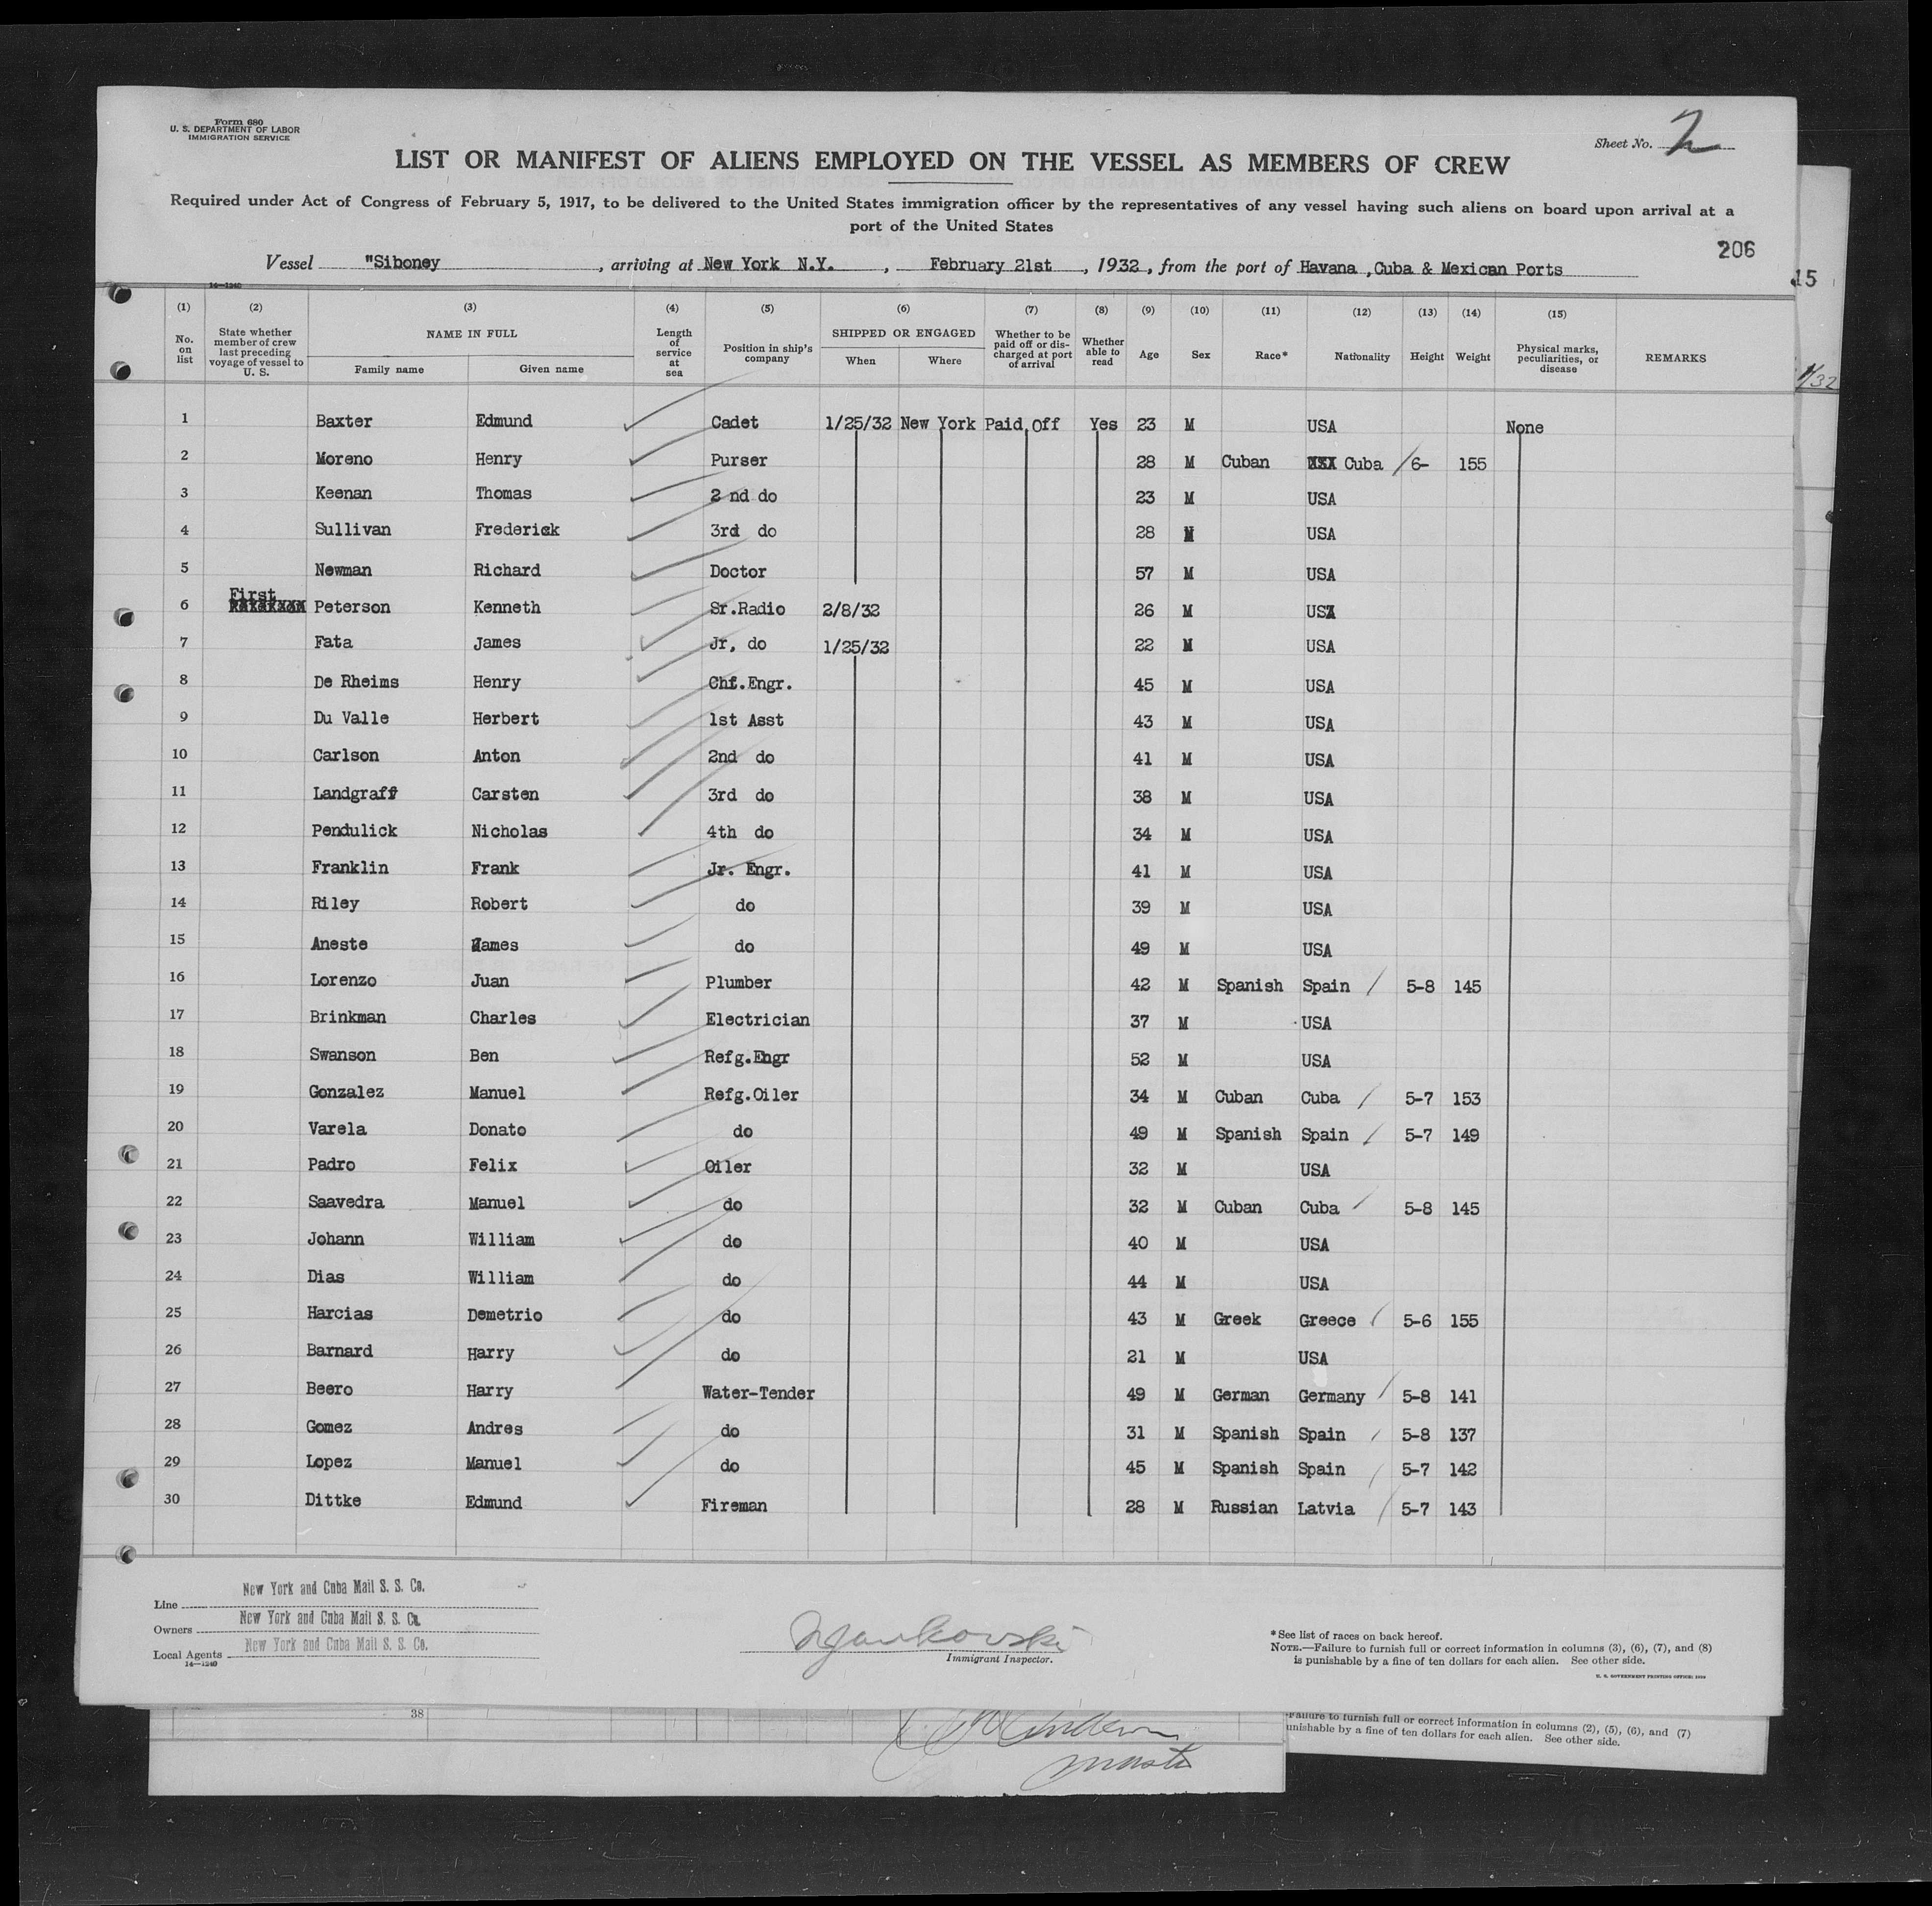 Form 680
U. S. DEPARTMENT OF LABOR
IMMIGRATION SERVICE
Sheet No. 2
LIST OR MANIFEST OF ALIENS EMPLOYED ON THE VESSEL AS MEMBERS OF CREW
Required under Act of Congress of February 5, 1917, to be delivered to the United States immigration officer by the representatives of any vessel having such aliens on board upon arrival at a
port of the United States
206
Vessel "Siboney , arriving at New York N.Y. , February 21st , 1932 , from the port of Havana ,Cuba & Mexican Ports
15
14—1240
(1) (2) (3) (4) (5) (6) (7) (8) (9) (10) (11) (12) (13) (14) (15)
No. on list State whether member of crew last preceding voyage of vessel to U. S. NAME IN FULL Family name Given name Length of service at sea Position in ship's company SHIPPED OR ENGAGED When Where Whether to be paid off or discharged at port of arrival Whether able to read Age Sex Race* Nationality Height Weight Physical marks, peculiarities, or disease REMARKS
1/32
1 Baxter Edmund Cadet 1/25/32 New York Paid Off Yes 23 M USA None
2 Moreno Henry Purser 28 M Cuban Cuba 6- 155
3 Keenan Thomas 2 nd do 23 M USA
4 Sullivan Frederick 3rd do 28 M USA
5 Newman Richard Doctor 57 M USA
6 First Peterson Kenneth Sr.Radio 2/8/32 26 M USA
7 Fata James Jr, do 1/25/32 22 M USA
8 De Rheims Henry Chf.Engr. 45 M USA
9 Du Valle Herbert 1st Asst 43 M USA
10 Carlson Anton 2nd do 41 M USA
11 Landgraff Carsten 3rd do 38 M USA
12 Pendulick Nicholas 4th do 34 M USA
13 Franklin Frank Jr. Engr. 41 M USA
14 Riley Robert do 39 M USA
15 Aneste James do 49 M USA
16 Lorenzo Juan Plumber 42 M Spanish Spain 5-8 145
17 Brinkman Charles Electrician 37 M USA
18 Swanson Ben Refg.Engr 52 M USA
19 Gonzalez Manuel Refg.Oiler 34 M Cuban Cuba 5-7 153
20 Varela Donato do 49 M Spanish Spain 5-7 149
21 Padro Felix Oiler 32 M USA
22 Saavedra Manuel do 32 M Cuban Cuba 5-8 145
23 Johann William do 40 M USA
24 Dias William do 44 M USA
25 Harcias Demetrio do 43 M Greek Greece 5-6 155
26 Barnard Harry do 21 M USA
27 Beero Harry Water-Tender 49 M German Germany 5-8 141
28 Gomez Andres do 31 M Spanish Spain 5-8 137
29 Lopez Manuel do 45 M Spanish Spain 5-7 142
30 Dittke Edmund Fireman 28 M Russian Latvia 5-7 143
Line New York and Cuba Mail S. S. Co.
Owners New York and Cuba Mail S. S. Co.
Local Agents New York and Cuba Mail S. S. Co.
14—1240
Immigrant Inspector.
*See list of races on back hereof.
NOTE.—Failure to furnish full or correct information in columns (3), (6), (7), and (8)
is punishable by a fine of ten dollars for each alien. See other side.
38
Failure to furnish full or correct information in columns (2), (5), (6), and (7)
unishable by a fine of ten dollars for each alien. See other side.
master